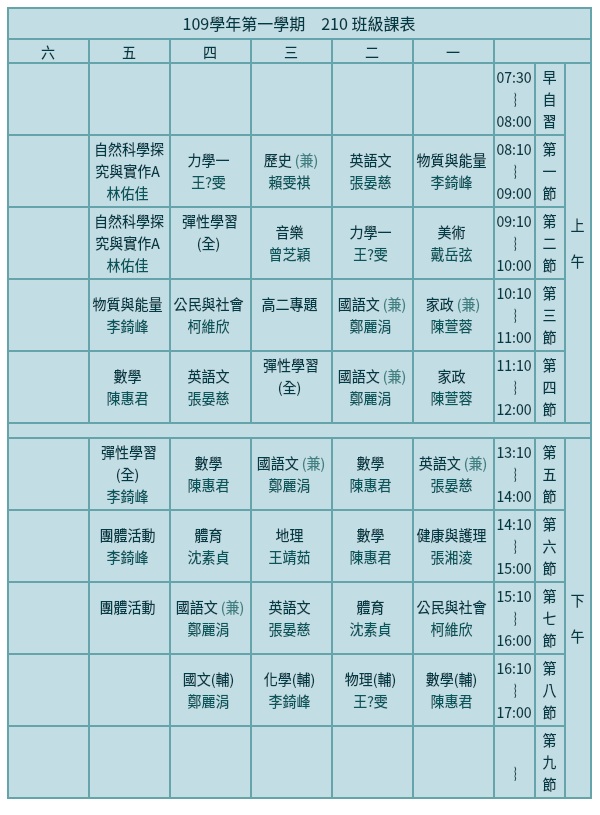 109學年第一學期　210 班級課表
六 五 四 三 二 一
07:30
～
08:00
早
自
習
自然科學探
究與實作A
林佑佳
力學一
王?雯
歷史 (兼)
賴雯祺
英語文
張晏慈
物質與能量
李錡峰
08:10
～
09:00
第
一
節
自然科學探
究與實作A
林佑佳
彈性學習
(全)
音樂
曾芝穎
力學一
王?雯
美術
戴岳弦
09:10
～
10:00
第
二
節
上
午
物質與能量
李錡峰
公民與社會
柯維欣
高二專題
國語文 (兼)
鄭麗涓
家政 (兼)
陳萱蓉
10:10
～
11:00
第
三
節
數學
陳惠君
英語文
張晏慈
彈性學習
(全)
國語文 (兼)
鄭麗涓
家政
陳萱蓉
11:10
～
12:00
第
四
節
彈性學習
(全)
李錡峰
數學
陳惠君
國語文 (兼)
鄭麗涓
數學
陳惠君
英語文 (兼)
張晏慈
13:10
～
14:00
第
五
節
團體活動
李錡峰
體育
沈素貞
地理
王靖茹
數學
陳惠君
健康與護理
張湘淩
14:10
～
15:00
第
六
節
團體活動
國語文 (兼)
鄭麗涓
英語文
張晏慈
體育
沈素貞
公民與社會
柯維欣
15:10
～
16:00
第
七
節
下
午
國文(輔)
鄭麗涓
化學(輔)
李錡峰
物理(輔)
王?雯
數學(輔)
陳惠君
16:10
～
17:00
第
八
節
～
第
九
節